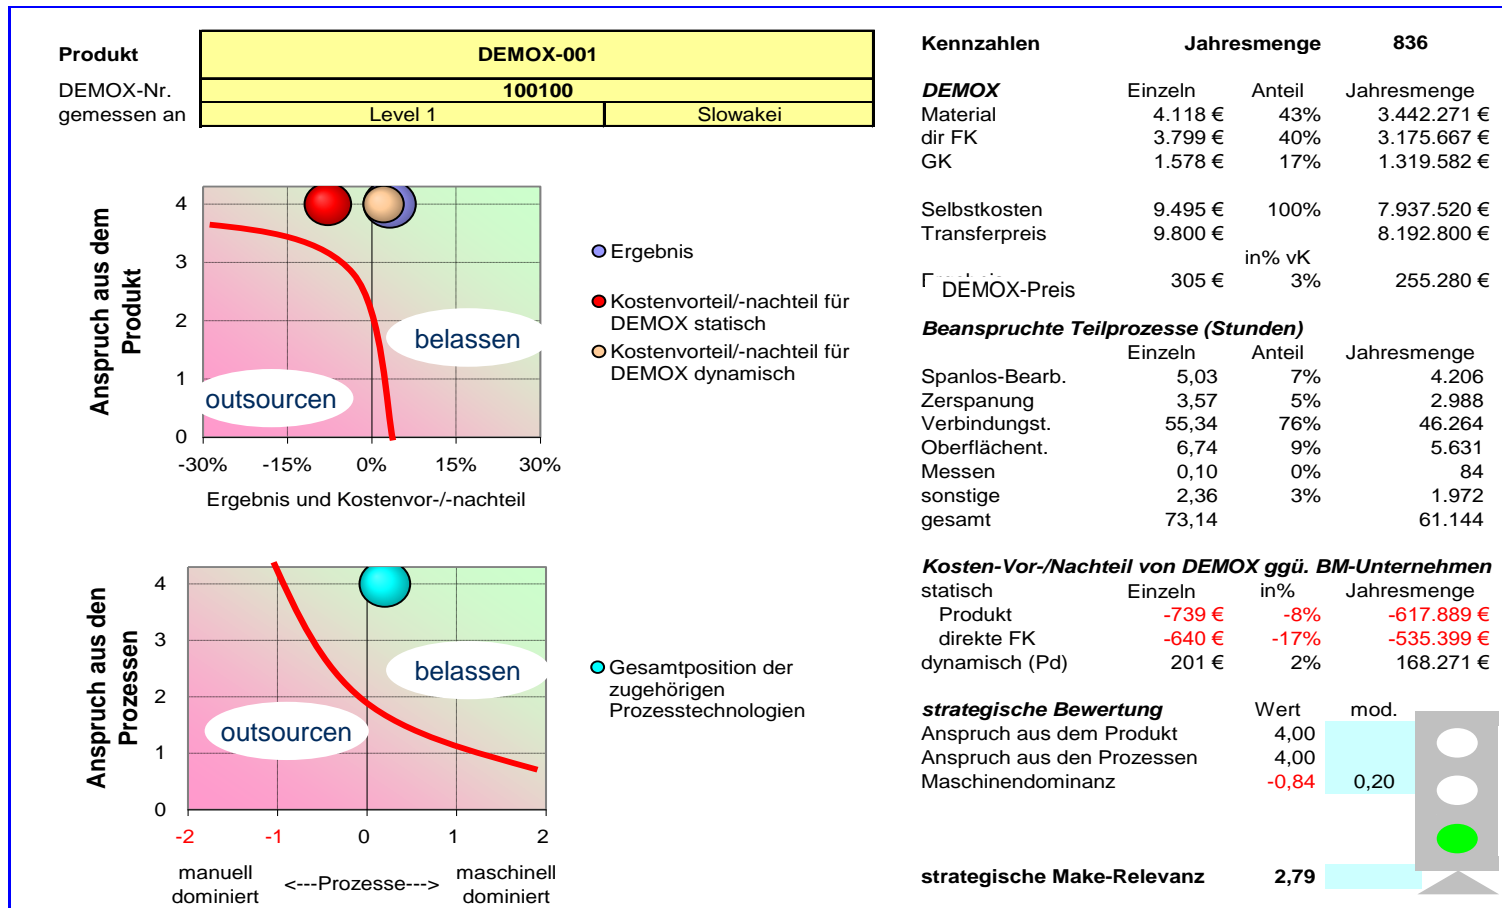 Produkt DEMOX-001
DEMOX-Nr. 100100
gemessen an Level 1 Slowakei
Anspruch aus dem Produkt
4
3
2
1
0
belassen
outsourcen
-30% -15% 0% 15% 30%
Ergebnis und Kostenvor-/-nachteil
Ergebnis
Kostenvorteil/-nachteil für
DEMOX statisch
Kostenvorteil/-nachteil für
DEMOX dynamisch
Anspruch aus den Prozessen
4
3
2
1
0
belassen
outsourcen
-2 -1 0 1 2
manuell dominiert <---Prozesse---> maschinell dominiert
Gesamtposition der
zugehörigen
Prozesstechnologien
Kennzahlen Jahresmenge 836
DEMOX Einzeln Anteil Jahresmenge
Material 4.118 € 43% 3.442.271 €
dir FK 3.799 € 40% 3.175.667 €
GK 1.578 € 17% 1.319.582 €
Selbstkosten 9.495 € 100% 7.937.520 €
Transferpreis 9.800 € 8.192.800 €
in% vK
DEMOX-Preis 305 € 3% 255.280 €
Beanspruchte Teilprozesse (Stunden)
Einzeln Anteil Jahresmenge
Spanlos-Bearb. 5,03 7% 4.206
Zerspanung 3,57 5% 2.988
Verbindungst. 55,34 76% 46.264
Oberflächent. 6,74 9% 5.631
Messen 0,10 0% 84
sonstige 2,36 3% 1.972
gesamt 73,14 61.144
Kosten-Vor-/Nachteil von DEMOX ggü. BM-Unternehmen
statisch Einzeln in% Jahresmenge
Produkt -739 € -8% -617.889 €
direkte FK -640 € -17% -535.399 €
dynamisch (Pd) 201 € 2% 168.271 €
strategische Bewertung Wert mod.
Anspruch aus dem Produkt 4,00
Anspruch aus den Prozessen 4,00
Maschinendominanz -0,84 0,20
strategische Make-Relevanz 2,79